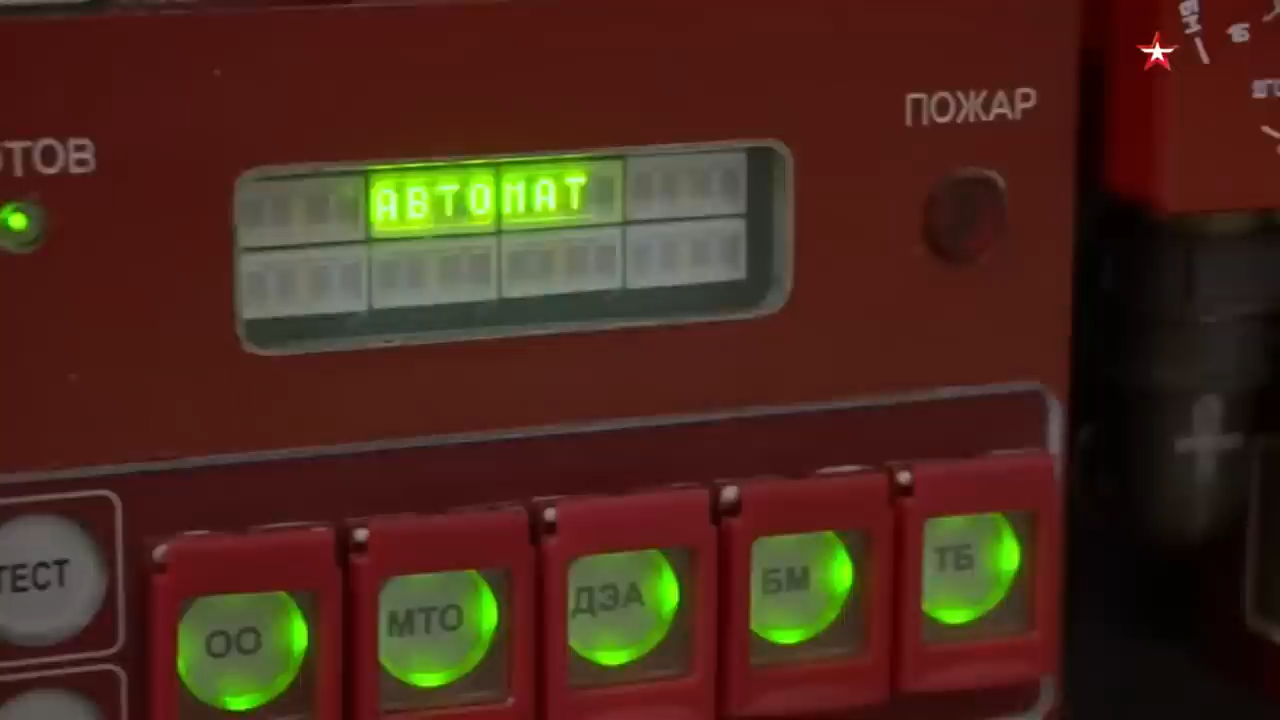 ПОЖАР
ОТОВ
АВТОМАТ
ТЕСТ
ОО
МТО
ДЭА
БМ
ТБ